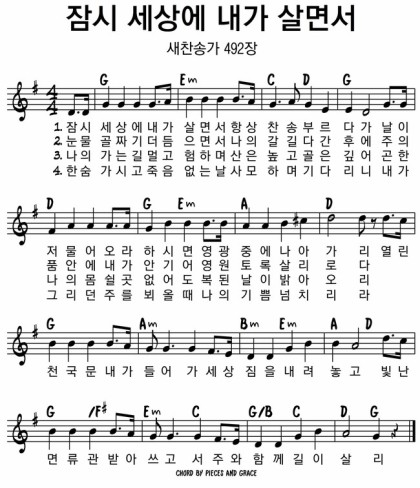 잠시 세상에 내가 살면서
새찬송가 492장
G Em C D G
1. 잠시 세상에내가 살면서항상 찬송부르 다가날이
2. 눈물 골짜기더듬 으면서나의 갈길다간 후에주의
3. 나의 가는길멀고 험하며산은 높고골은 깊어곤한
4. 한숨 가시고죽음 없는날사모 하며기다 리니내가
D G Em A D
저물어오라하시면영광중에나아가리열린
품안에내가안기어영원토록살리로다
나의몸쉴곳없어도복된날이밝아오리
그리던주를뵈올때나의기쁨넘치리라
G Am Bm Em A D
천국문내가들어가세상짐을내려놓고빛난
G /F# Em C G/B C D G
면류관받아쓰고서주와함께길이살리
CHORD BY PIECES AND GRACE